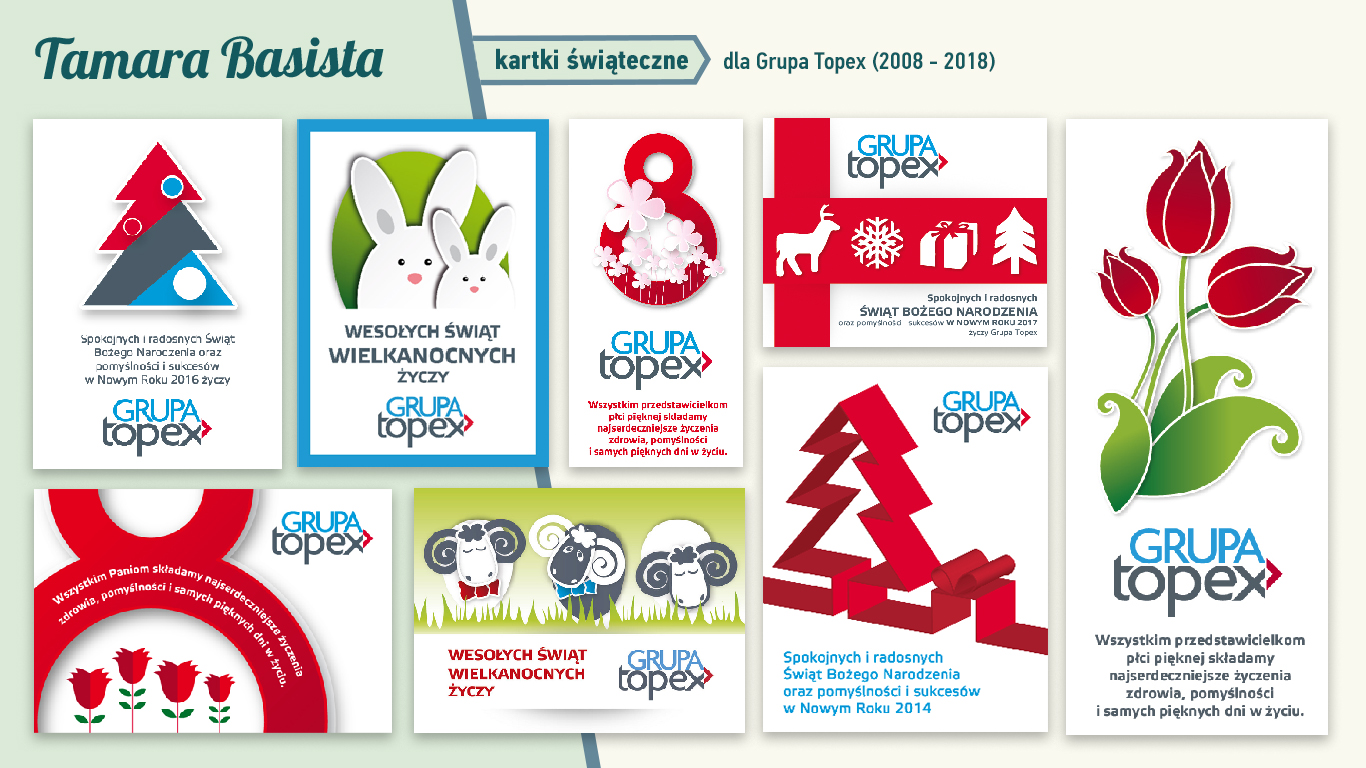 Tamara Basista
kartki świąteczne
dla Grupa Topex (2008 - 2018)
Spokojnych i radosnych Świąt
Bożego Narodzenia oraz
pomyślności i sukcesów
w Nowym Roku 2016 życzy
GRUPA
topex
WESOŁYCH ŚWIĄT
WIELKANOCNYCH
ŻYCZY
GRUPA
topex
8
GRUPA
topex
Wszystkim przedstawicielkom
płci pięknej składamy
najserdeczniejsze życzenia
zdrowia, pomyślności
i samych pięknych dni w życiu.
GRUPA
topex
Spokojnych i radosnych
ŚWIĄT BOŻEGO NARODZENIA
oraz pomyślności i sukcesów W NOWYM ROKU 2017
życzy Grupa Topex
GRUPA
topex
Spokojnych i radosnych
Świąt Bożego Narodzenia
oraz pomyślności i sukcesów
w Nowym Roku 2014
GRUPA
topex
Wszystkim przedstawicielkom
płci pięknej składamy
najserdeczniejsze życzenia
zdrowia, pomyślności
i samych pięknych dni w życiu.
8
GRUPA
topex
Wszystkim Paniom składamy najserdeczniejsze życzenia
zdrowia, pomyślności i samych pięknych dni w życiu.
WESOŁYCH ŚWIĄT
WIELKANOCNYCH
ŻYCZY
GRUPA
topex